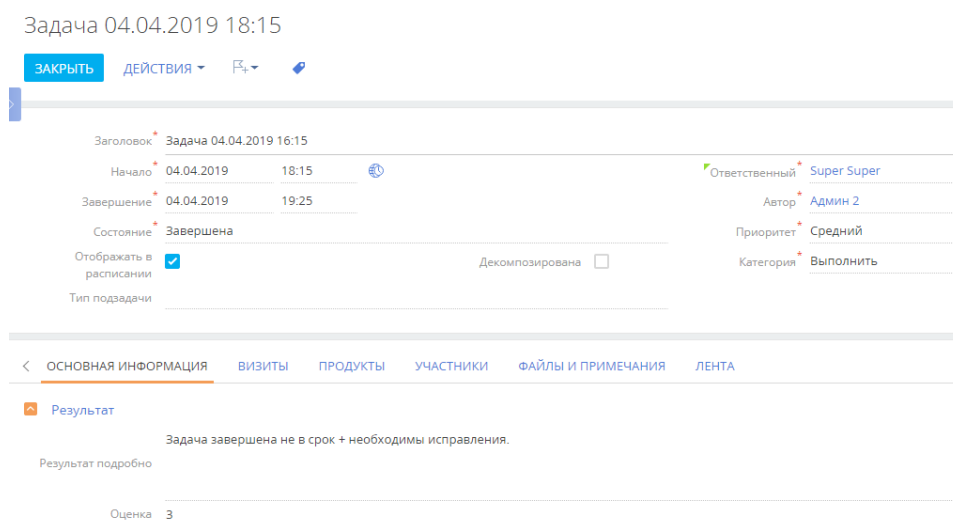 Задача 04.04.2019 18:15
ЗАКРЫТЬ ДЕЙСТВИЯ
Заголовок* Задача 04.04.2019 16:15
Начало* 04.04.2019 18:15 Ответственный* Super Super
Завершение* 04.04.2019 19:25 Автор* Админ 2
Состояние* Завершена Приоритет* Средний
Отображать в
расписании Декомпозирована Категория* Выполнить
Тип подзадачи
ОСНОВНАЯ ИНФОРМАЦИЯ ВИЗИТЫ ПРОДУКТЫ УЧАСТНИКИ ФАЙЛЫ И ПРИМЕЧАНИЯ ЛЕНТА
Результат
Задача завершена не в срок + необходимы исправления.
Результат подробно
Оценка 3